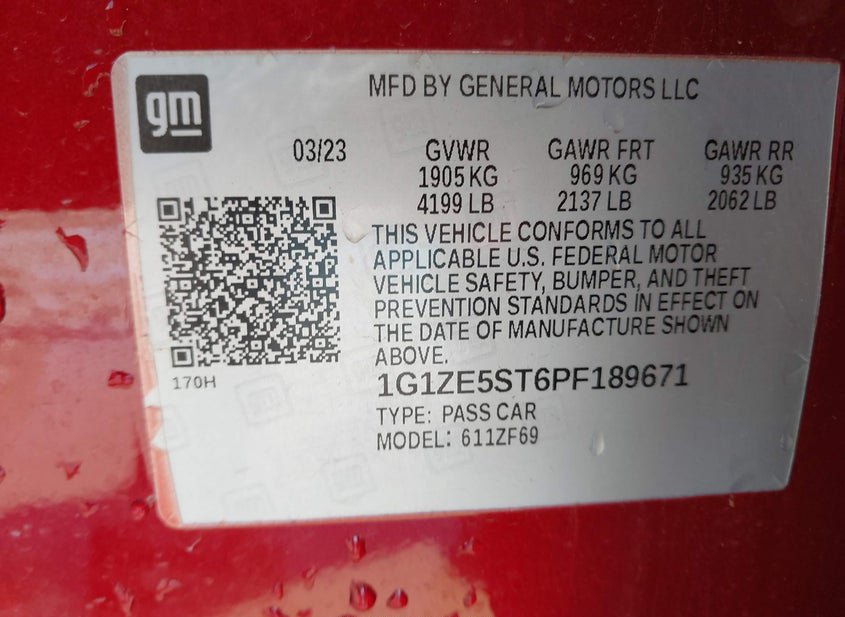 gm
MFD BY GENERAL MOTORS LLC
03/23 GVWR GAWR FRT GAWR RR
1905 KG 969 KG 935 KG
4199 LB 2137 LB 2062 LB
THIS VEHICLE CONFORMS TO ALL
APPLICABLE U.S. FEDERAL MOTOR
VEHICLE SAFETY, BUMPER, AND THEFT
PREVENTION STANDARDS IN EFFECT ON
THE DATE OF MANUFACTURE SHOWN
ABOVE.
170H
1G1ZE5ST6PF189671
TYPE: PASS CAR
MODEL: 611ZF69